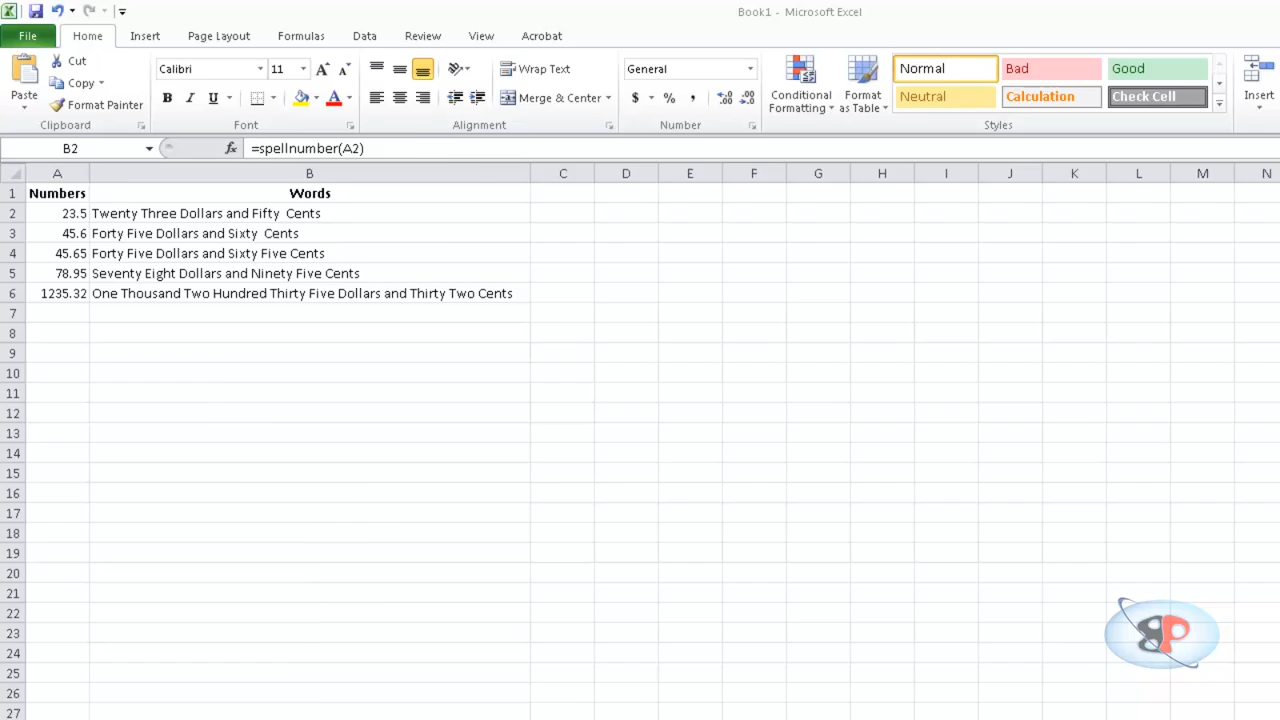 Book1 - Microsoft Excel
File Home Insert Page Layout Formulas Data Review View Acrobat
Paste
Cut
Copy
Format Painter
Clipboard
Calibri 11
B I U
Font
Wrap Text
Merge & Center
Alignment
General
$ % ,
Number
Conditional Formatting
Format as Table
Normal Bad Good
Neutral Calculation Check Cell
Styles
Insert
B2 fx =spellnumber(A2)
A B C D E F G H I J K L M N
1 Numbers Words
2 23.5 Twenty Three Dollars and Fifty  Cents
3 45.6 Forty Five Dollars and Sixty  Cents
4 45.65 Forty Five Dollars and Sixty Five Cents
5 78.95 Seventy Eight Dollars and Ninety Five Cents
6 1235.32 One Thousand Two Hundred Thirty Five Dollars and Thirty Two Cents
7
8
9
10
11
12
13
14
15
16
17
18
19
20
21
22
23
24
25
26
27